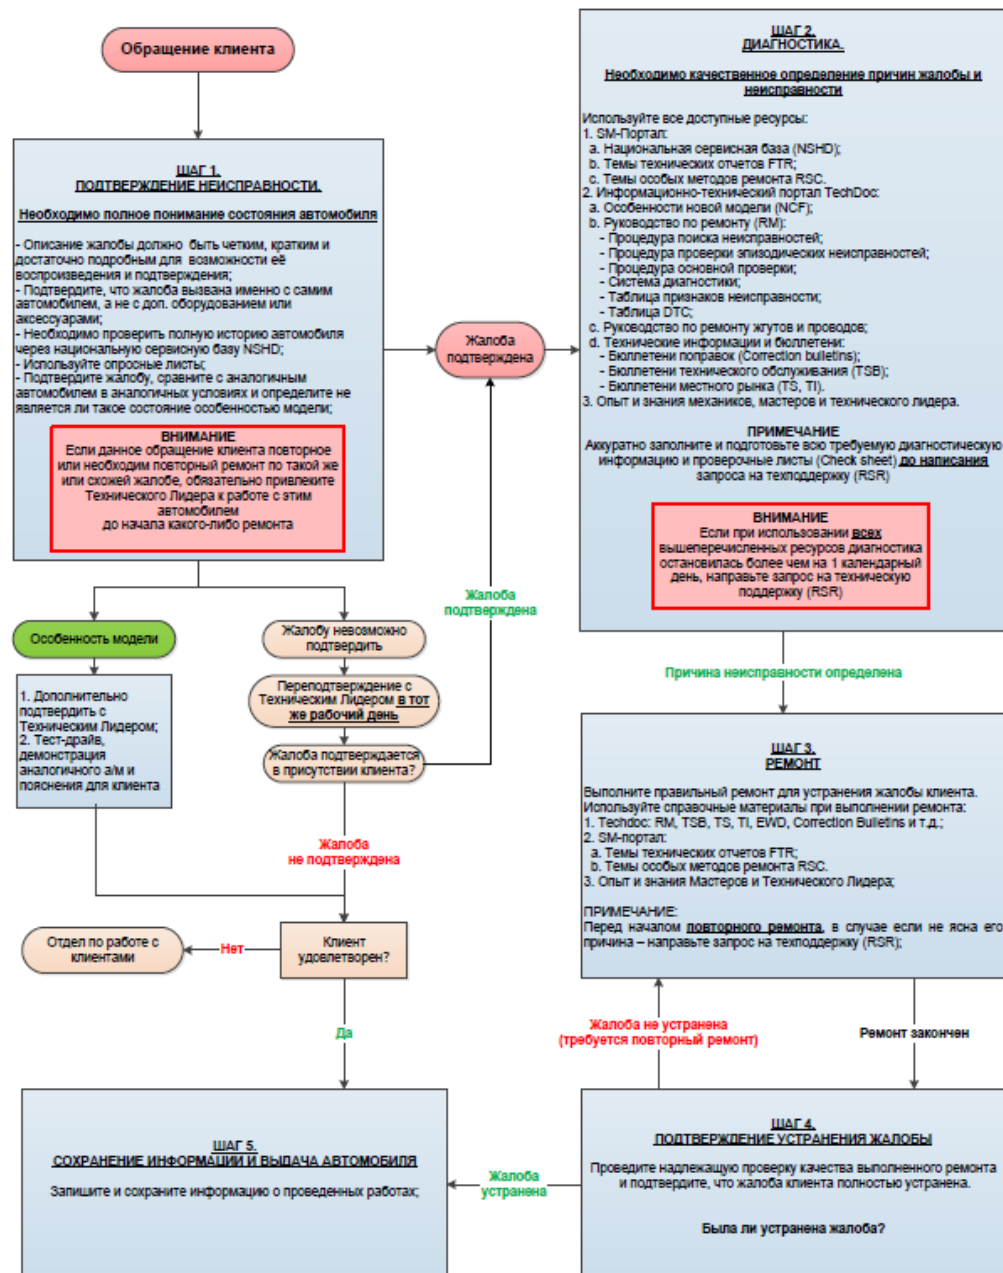 Обращение клиента
ШАГ 1.
ПОДТВЕРЖДЕНИЕ НЕИСПРАВНОСТИ.
Необходимо полное понимание состояния автомобиля
- Описание жалобы должно быть четким, кратким и
достаточно подробным для возможности её
воспроизведения и подтверждения;
- Подтвердите, что жалоба вызвана именно с самим
автомобилем, а не с доп. оборудованием или
аксессуарами;
- Необходимо проверить полную историю автомобиля
через национальную сервисную базу NSHD;
- Используйте опросные листы;
- Подтвердите жалобу, сравните с аналогичным
автомобилем в аналогичных условиях и определите не
является ли такое состояние особенностью модели;
ВНИМАНИЕ
Если данное обращение клиента повторное
или необходим повторный ремонт по такой же
или схожей жалобе, обязательно привлеките
Технического Лидера к работе с этим
автомобилем
до начала какого-либо ремонта
Жалоба
подтверждена
ШАГ 2.
ДИАГНОСТИКА.
Необходимо качественное определение причин жалобы и
неисправности
Используйте все доступные ресурсы:
1. SM-Портал:
a. Национальная сервисная база (NSHD);
b. Темы технических отчетов FTR;
c. Темы особых методов ремонта RSC.
2. Информационно-технический портал TechDoc:
a. Особенности новой модели (NCF);
b. Руководство по ремонту (RM):
- Процедура поиска неисправностей;
- Процедура проверки эпизодических неисправностей;
- Процедура основной проверки;
- Система диагностики;
- Таблица признаков неисправности;
- Таблица DTC;
c. Руководство по ремонту жгутов и проводов;
d. Технические информации и бюллетени:
- Бюллетени поправок (Correction bulletins);
- Бюллетени технического обслуживания (TSB);
- Бюллетени местного рынка (TS, TI).
3. Опыт и знания механиков, мастеров и технического лидера.
ПРИМЕЧАНИЕ
Аккуратно заполните и подготовьте всю требуемую диагностическую
информацию и проверочные листы (Check sheet) до написания
запроса на техподдержку (RSR)
ВНИМАНИЕ
Если при использовании всех
вышеперечисленных ресурсов диагностика
остановилась более чем на 1 календарный
день, направьте запрос на техническую
поддержку (RSR)
Жалоба
подтверждена
Особенность модели
1. Дополнительно
подтвердить с
Техническим Лидером;
2. Тест-драйв,
демонстрация
аналогичного а/м и
пояснения для клиента
Жалобу невозможно
подтвердить
Переподтверждение с
Техническим Лидером в тот
же рабочий день
Жалоба подтверждается
в присутствии клиента?
Жалоба
не подтверждена
Клиент
удовлетворен?
Нет
Отдел по работе с
клиентами
Да
Причина неисправности определена
ШАГ 3.
РЕМОНТ
Выполните правильный ремонт для устранения жалобы клиента.
Используйте справочные материалы при выполнении ремонта:
1. Techdoc: RM, TSB, TS, TI, EWD, Correction Bulletins и т.д.;
2. SM-портал:
a. Темы технических отчетов FTR;
b. Темы особых методов ремонта RSC.
3. Опыт и знания Мастеров и Технического Лидера;
ПРИМЕЧАНИЕ:
Перед началом повторного ремонта, в случае если не ясна его
причина – направьте запрос на техподдержку (RSR);
Жалоба не устранена
(требуется повторный ремонт)
Ремонт закончен
ШАГ 4.
ПОДТВЕРЖДЕНИЕ УСТРАНЕНИЯ ЖАЛОБЫ
Проведите надлежащую проверку качества выполненного ремонта
и подтвердите, что жалоба клиента полностью устранена.
Была ли устранена жалоба?
Жалоба
устранена
ШАГ 5.
СОХРАНЕНИЕ ИНФОРМАЦИИ И ВЫДАЧА АВТОМОБИЛЯ
Запишите и сохраните информацию о проведенных работах;